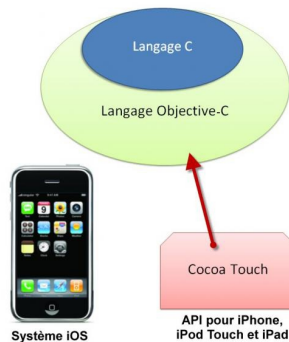 Langage C
Langage Objective-C
Cocoa Touch
Système iOS
API pour iPhone,
iPod Touch et iPad